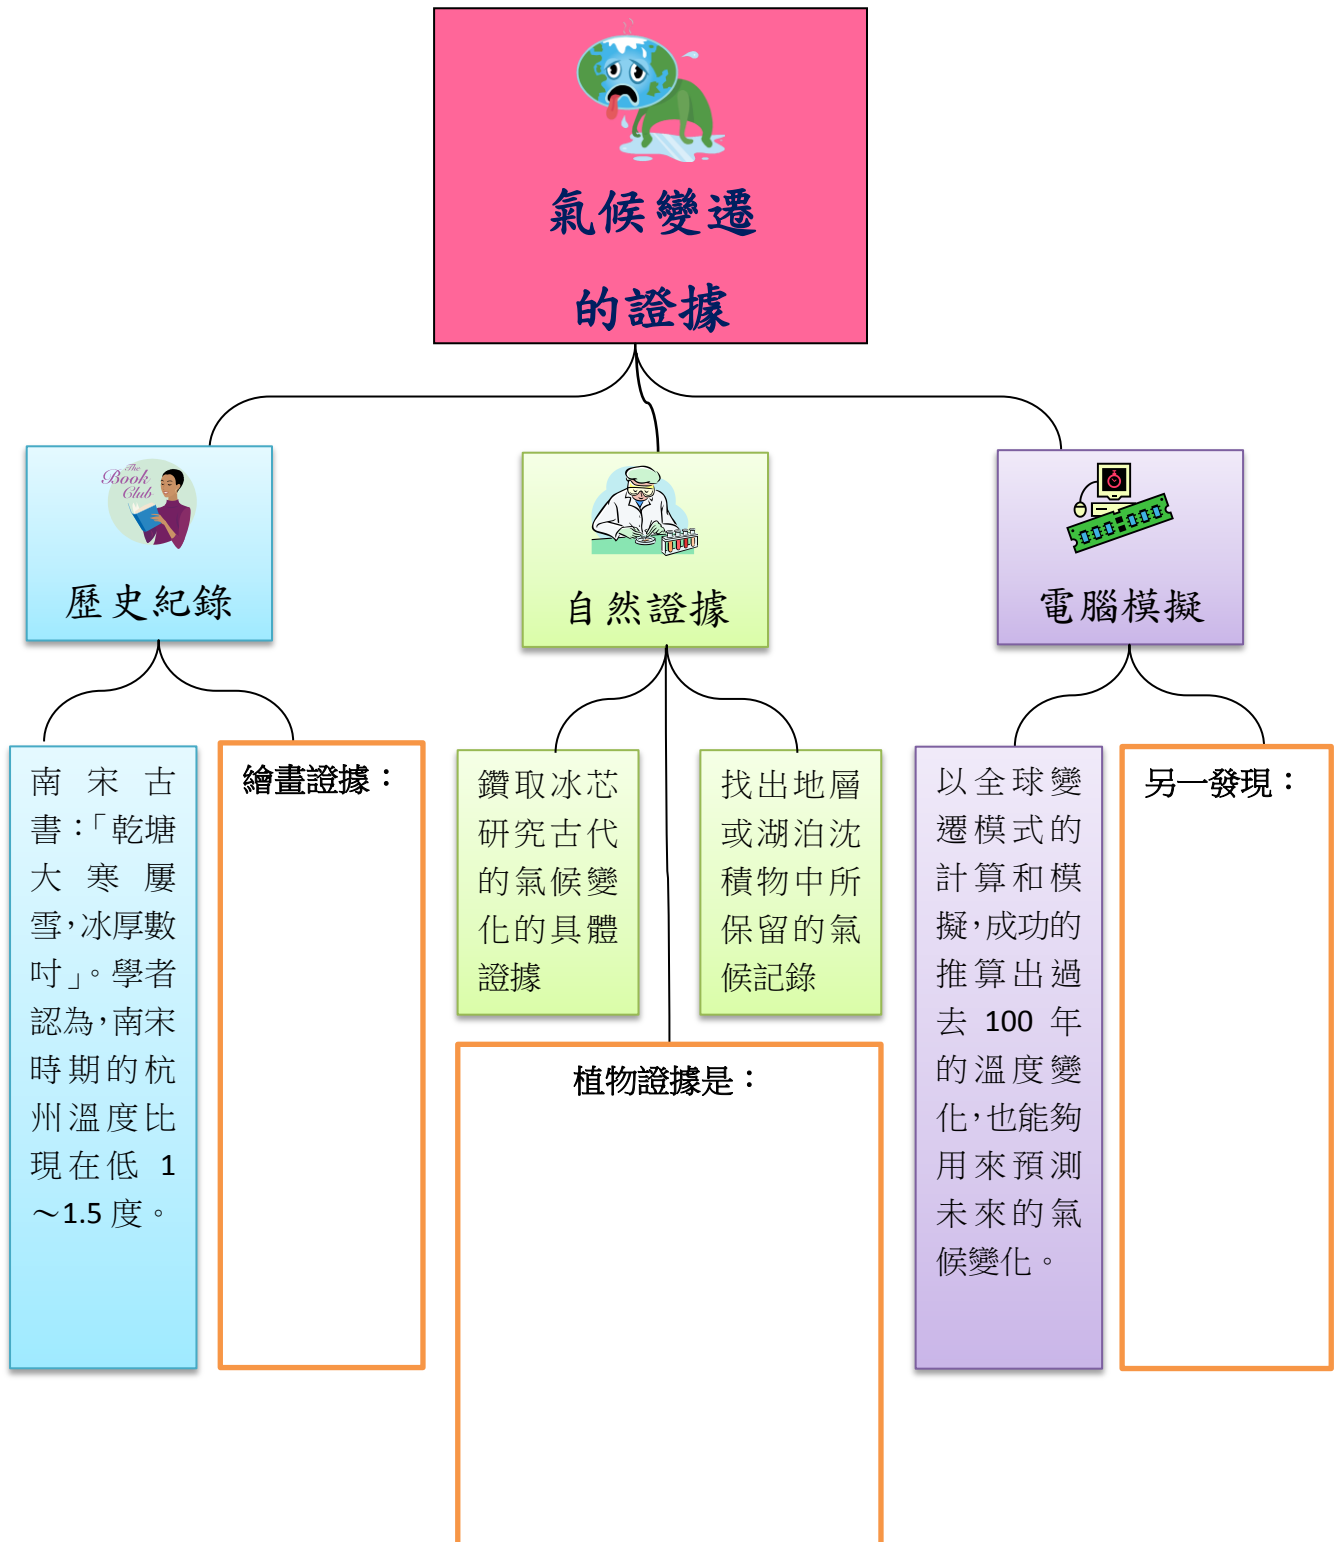 氣候變遷
的證據
The
Book
Club
歷史紀錄
自然證據
電腦模擬
南宋古
書：「乾塘
大寒屢
雪，冰厚數
吋」。學者
認為，南宋
時期的杭
州溫度比
現在低 1
～1.5 度。
繪畫證據：
鑽取冰芯
研究古代
的氣候變
化的具體
證據
找出地層
或湖泊沈
積物中所
保留的氣
候記錄
植物證據是：
以全球變
遷模式的
計算和模
擬，成功的
推算出過
去 100 年
的溫度變
化，也能夠
用來預測
未來的氣
候變化。
另一發現：